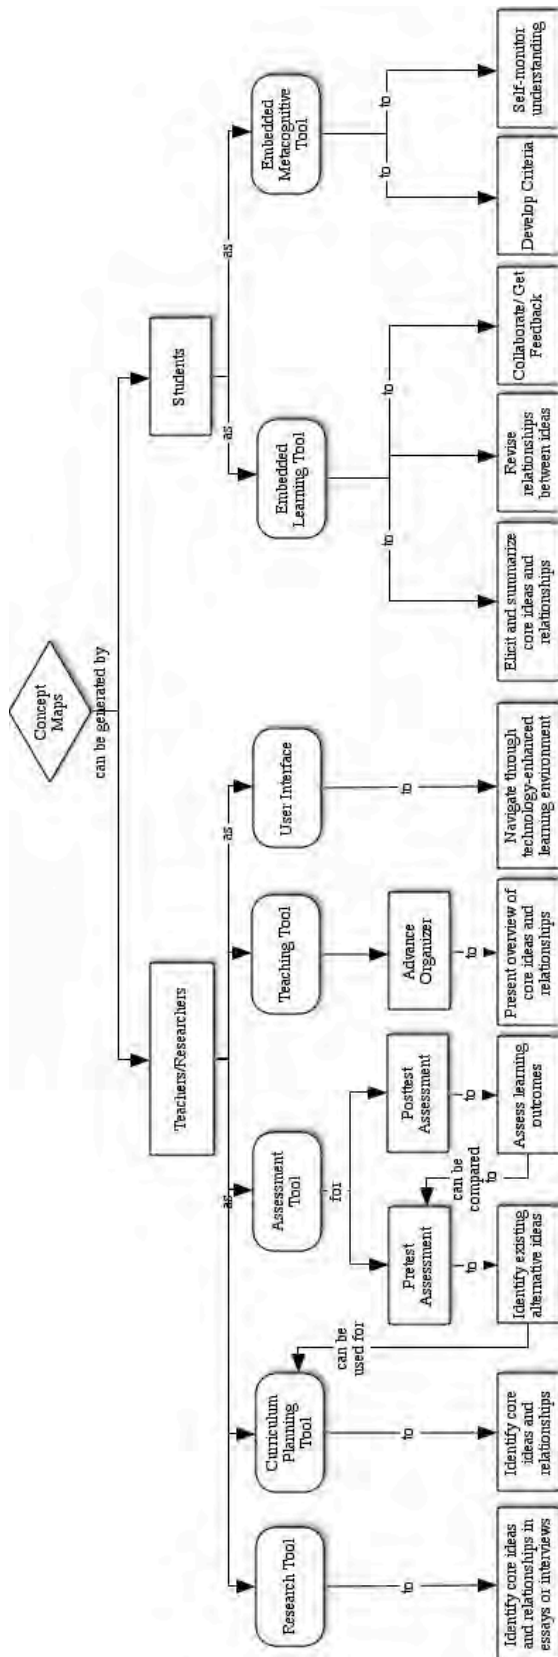 Concept
Maps
can be generated by
Teachers/Researchers
Students
as
as
as
as
Research Tool
Curriculum
Planning
Tool
Assessment
Tool
Teaching Tool
User Interface
Embedded
Learning Tool
Embedded
Metacognitive
Tool
for
can be
used for
Pretest
Assessment
can be
compared
to
Posttest
Assessment
Advance
Organizer
to
to
to
to
to
to
to
to
to
to
to
Identify core ideas
and relationships in
essays or interviews
Identify core
ideas and
relationships
Identify existing
alternative ideas
Assess learning
outcomes
Present overview of
core ideas and
relationships
Navigate through
technology-enhanced
learning environment
Elicit and summarize
core ideas and
relationships
Revise
relationships
between ideas
Collaborate/ Get
Feedback
Develop Criteria
Self-monitor
understanding